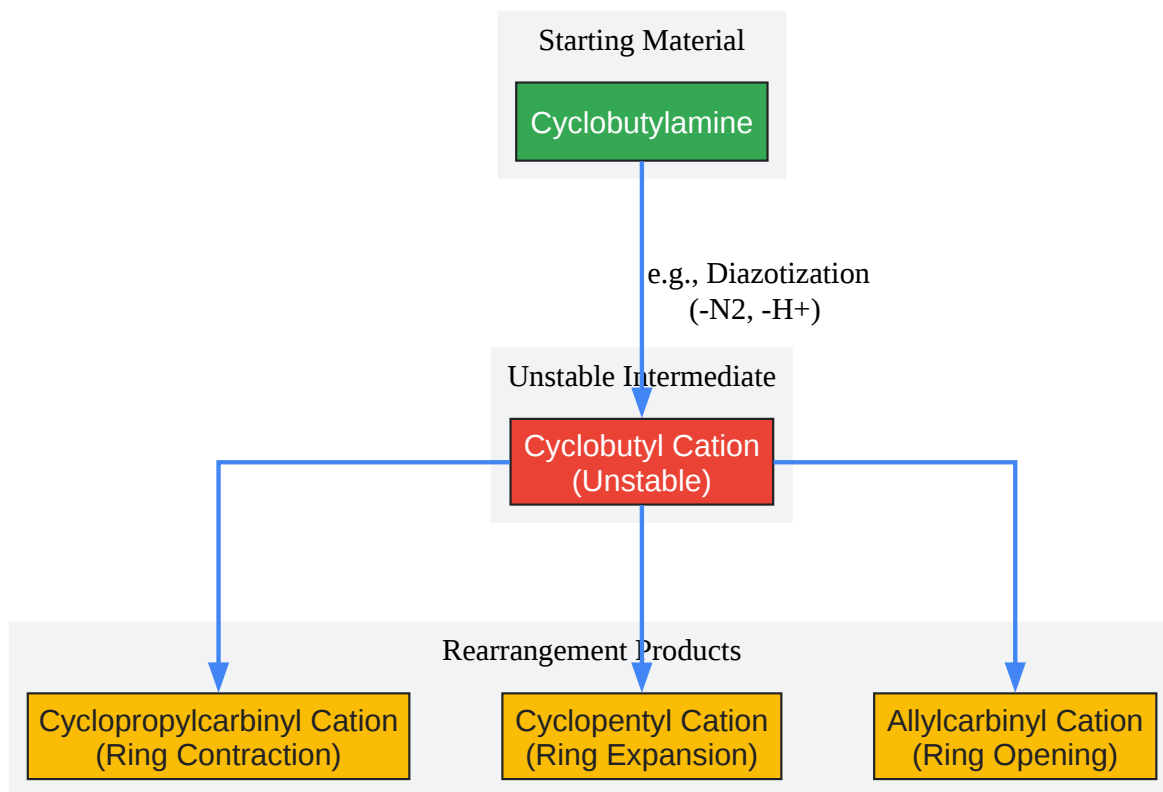 Starting Material
Cyclobutylamine
e.g., Diazotization
(-N2, -H+)
Unstable Intermediate
Cyclobutyl Cation
(Unstable)
Rearrangement Products
Cyclopropylcarbinyl Cation
(Ring Contraction)
Cyclopentyl Cation
(Ring Expansion)
Allylcarbinyl Cation
(Ring Opening)